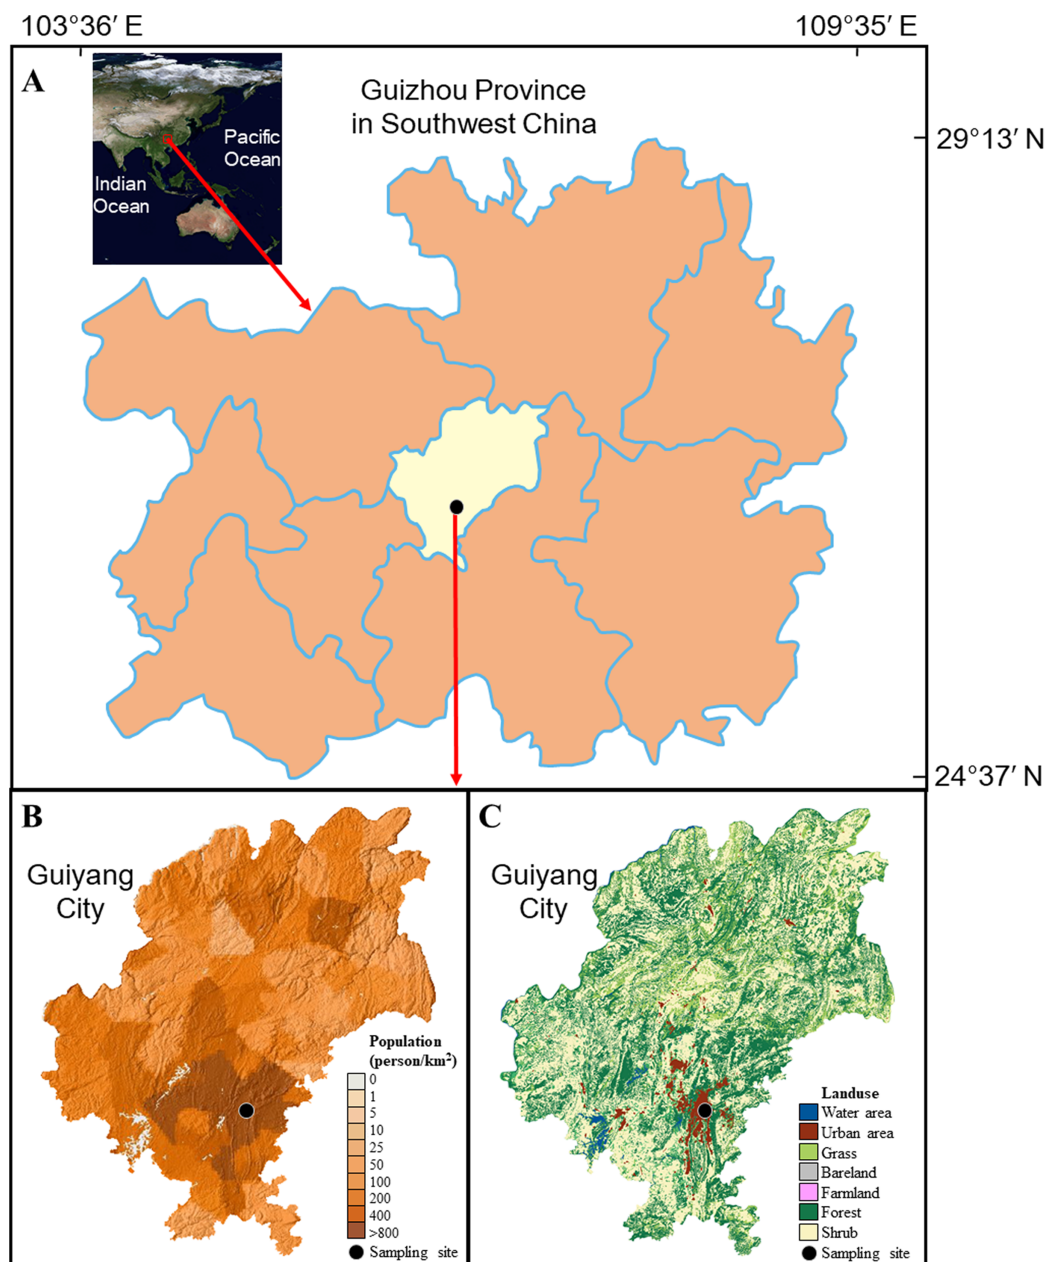 103°36′ E
109°35′ E
A
Guizhou Province
in Southwest China
Pacific
Ocean
Indian
Ocean
29°13′ N
24°37′ N
B
Guiyang
City
Population
(person/km²)
0
1
5
10
25
50
100
200
400
>800
Sampling site
C
Guiyang
City
Landuse
Water area
Urban area
Grass
Bareland
Farmland
Forest
Shrub
Sampling site